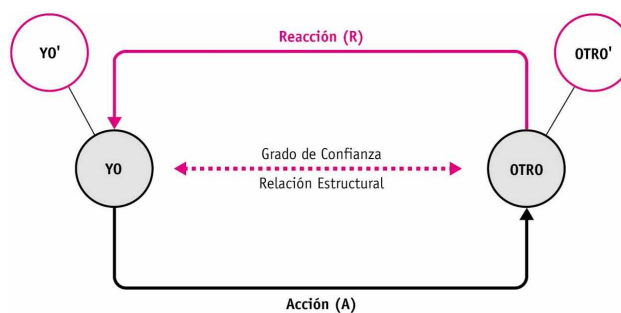 Reacción (R)
YO'
OTRO'
YO
Grado de Confianza
Relación Estructural
OTRO
Acción (A)